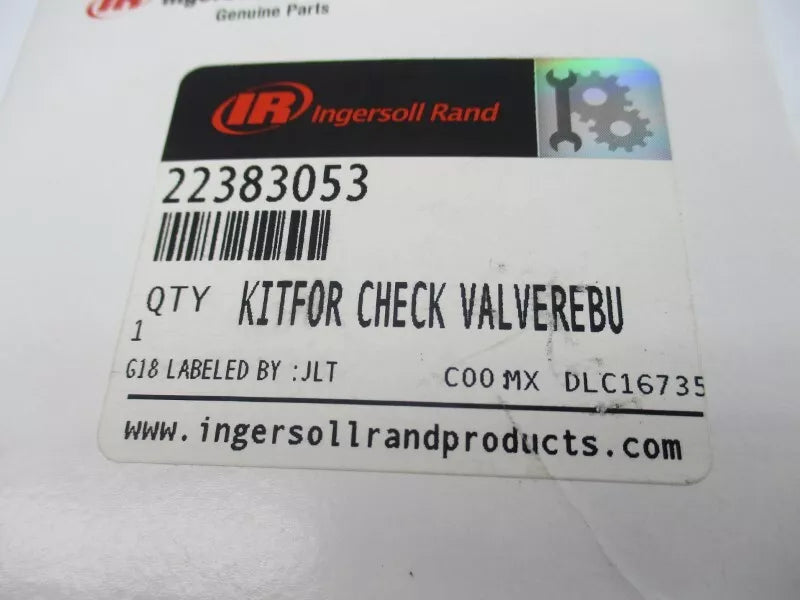 IR
Genuine Parts
IR Ingersoll Rand
22383053
QTY KITFOR CHECK VALVEREBU
1
G18 LABELED BY :JLT COO MX DLC16735
www.ingersollrandproducts.com